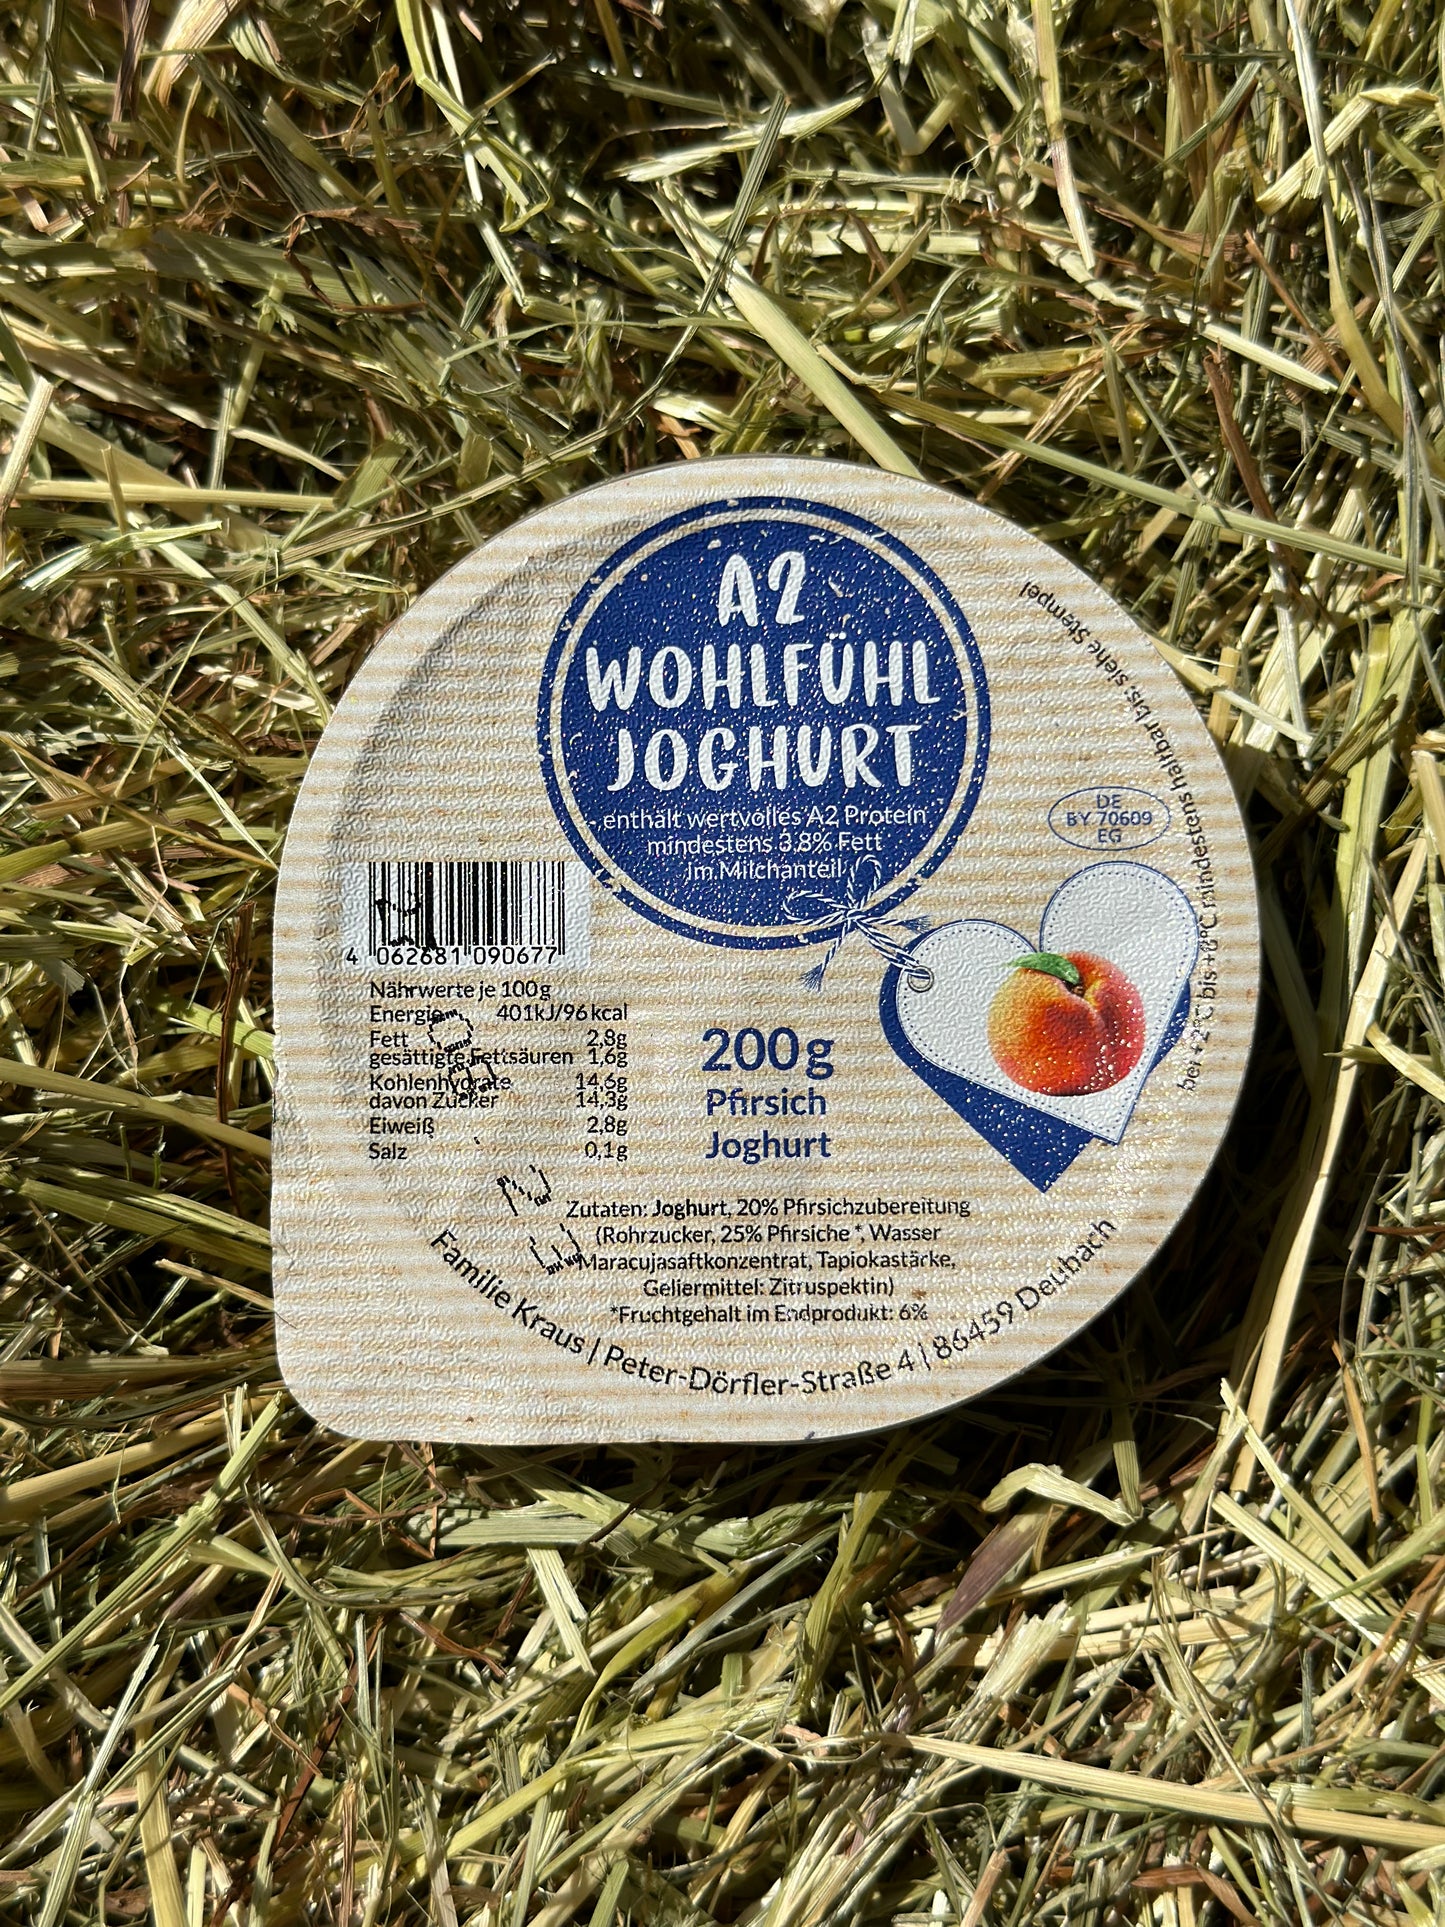 A2
WOHLFÜHL
JOGHURT
- enthält wertvolles A2 Protein
mindestens 3,8% Fett
im Milchanteil
bei +2°C bis +8°C mindestens haltbar bis: siehe Stempel
DE
BY 70609
EG
4 062681 090677
Nährwerte je 100g
Energie 401kJ/96kcal
Fett 2,8g
gesättigte Fettsäuren 1,6g
Kohlenhydrate 14,6g
davon Zucker 14,3g
Eiweiß 2,8g
Salz 0,1g
200g
Pfirsich
Joghurt
Zutaten: Joghurt, 20% Pfirsichzubereitung
(Rohrzucker, 25% Pfirsiche *, Wasser
Maracujasaftkonzentrat, Tapiokastärke,
Geliermittel: Zitruspektin)
*Fruchtgehalt im Endprodukt: 6%
Familie Kraus | Peter-Dörfler-Straße 4 | 86459 Deubach